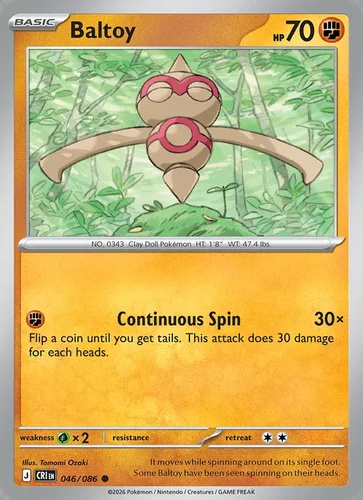 BASIC Baltoy HP 70
NO. 0343 Clay Doll Pokémon HT: 1'8" WT: 47.4 lbs.
Continuous Spin 30×
Flip a coin until you get tails. This attack does 30 damage
for each heads.
weakness ×2 resistance retreat
Illus. Tomomi Ozaki
J CRI EN 046/086
It moves while spinning around on its single foot.
Some Baltoy have been seen spinning on their heads.
©2026 Pokémon / Nintendo / Creatures / GAME FREAK